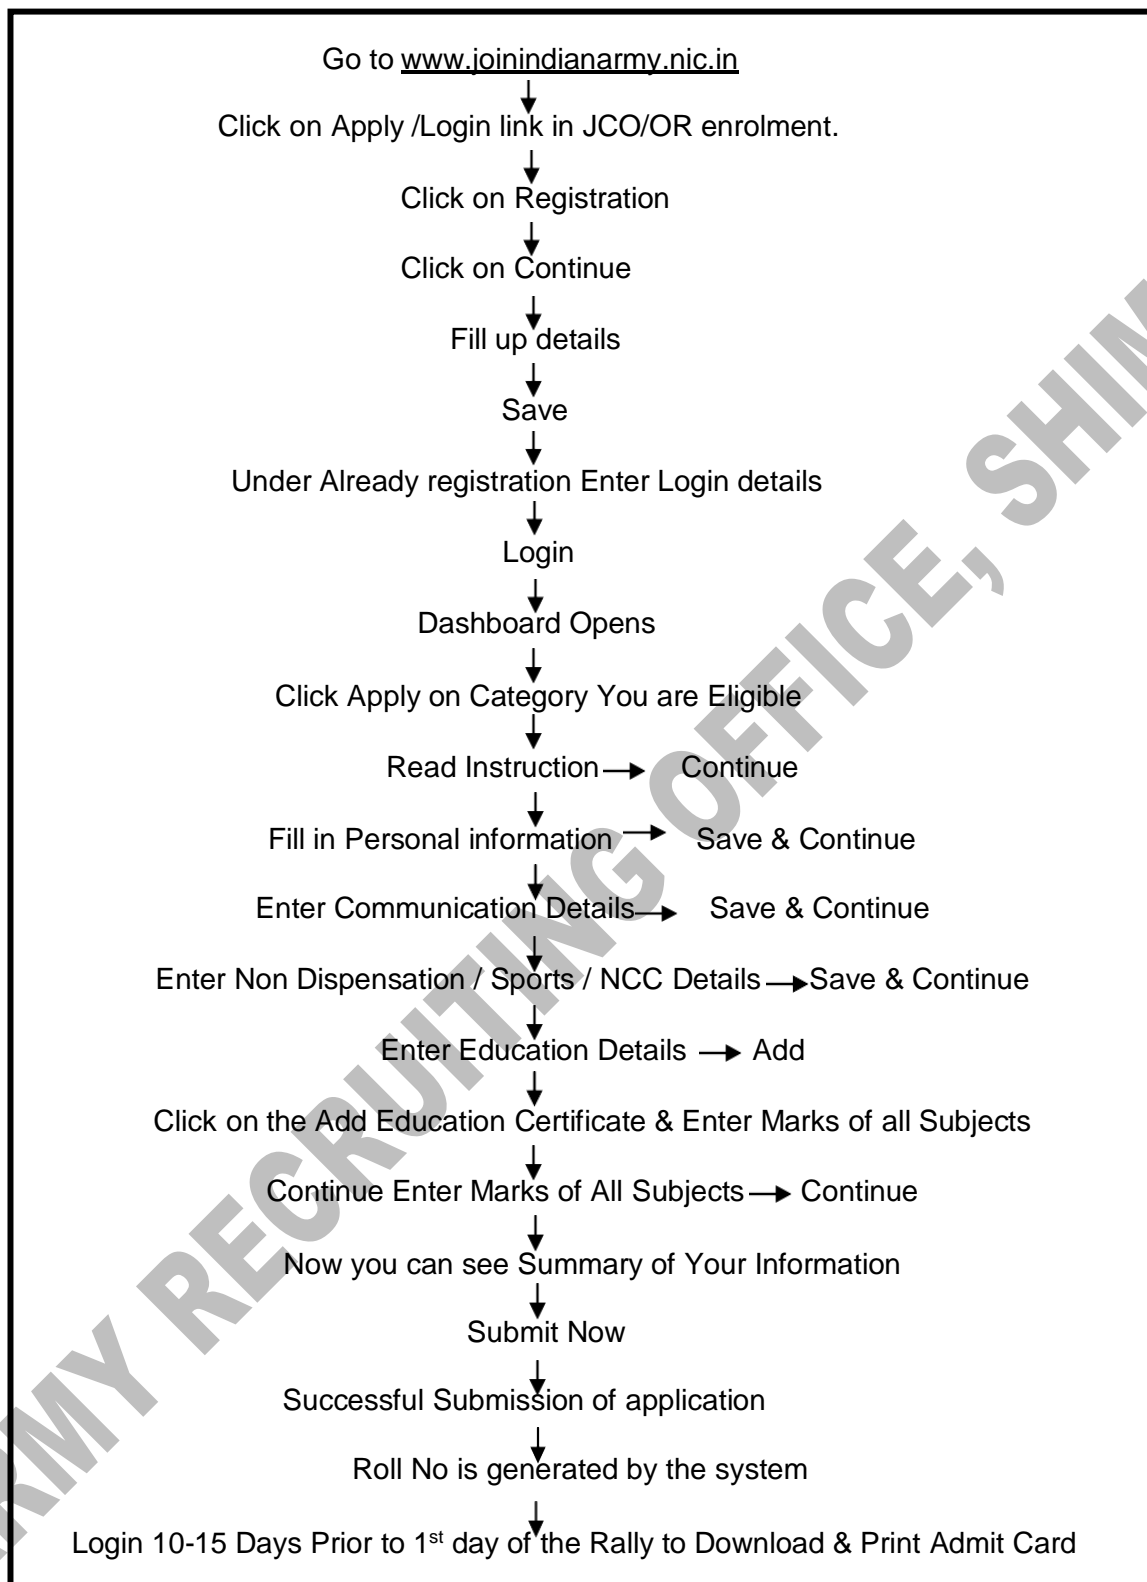 Go to www.joinindianarmy.nic.in
Click on Apply /Login link in JCO/OR enrolment.
Click on Registration
Click on Continue
Fill up details
Save
Under Already registration Enter Login details
Login
Dashboard Opens
Click Apply on Category You are Eligible
Read Instruction → Continue
Fill in Personal information → Save & Continue
Enter Communication Details → Save & Continue
Enter Non Dispensation / Sports / NCC Details → Save & Continue
Enter Education Details → Add
Click on the Add Education Certificate & Enter Marks of all Subjects
Continue Enter Marks of All Subjects → Continue
Now you can see Summary of Your Information
Submit Now
Successful Submission of application
Roll No is generated by the system
Login 10-15 Days Prior to 1st day of the Rally to Download & Print Admit Card
ARMY RECRUITING OFFICE, SHIM